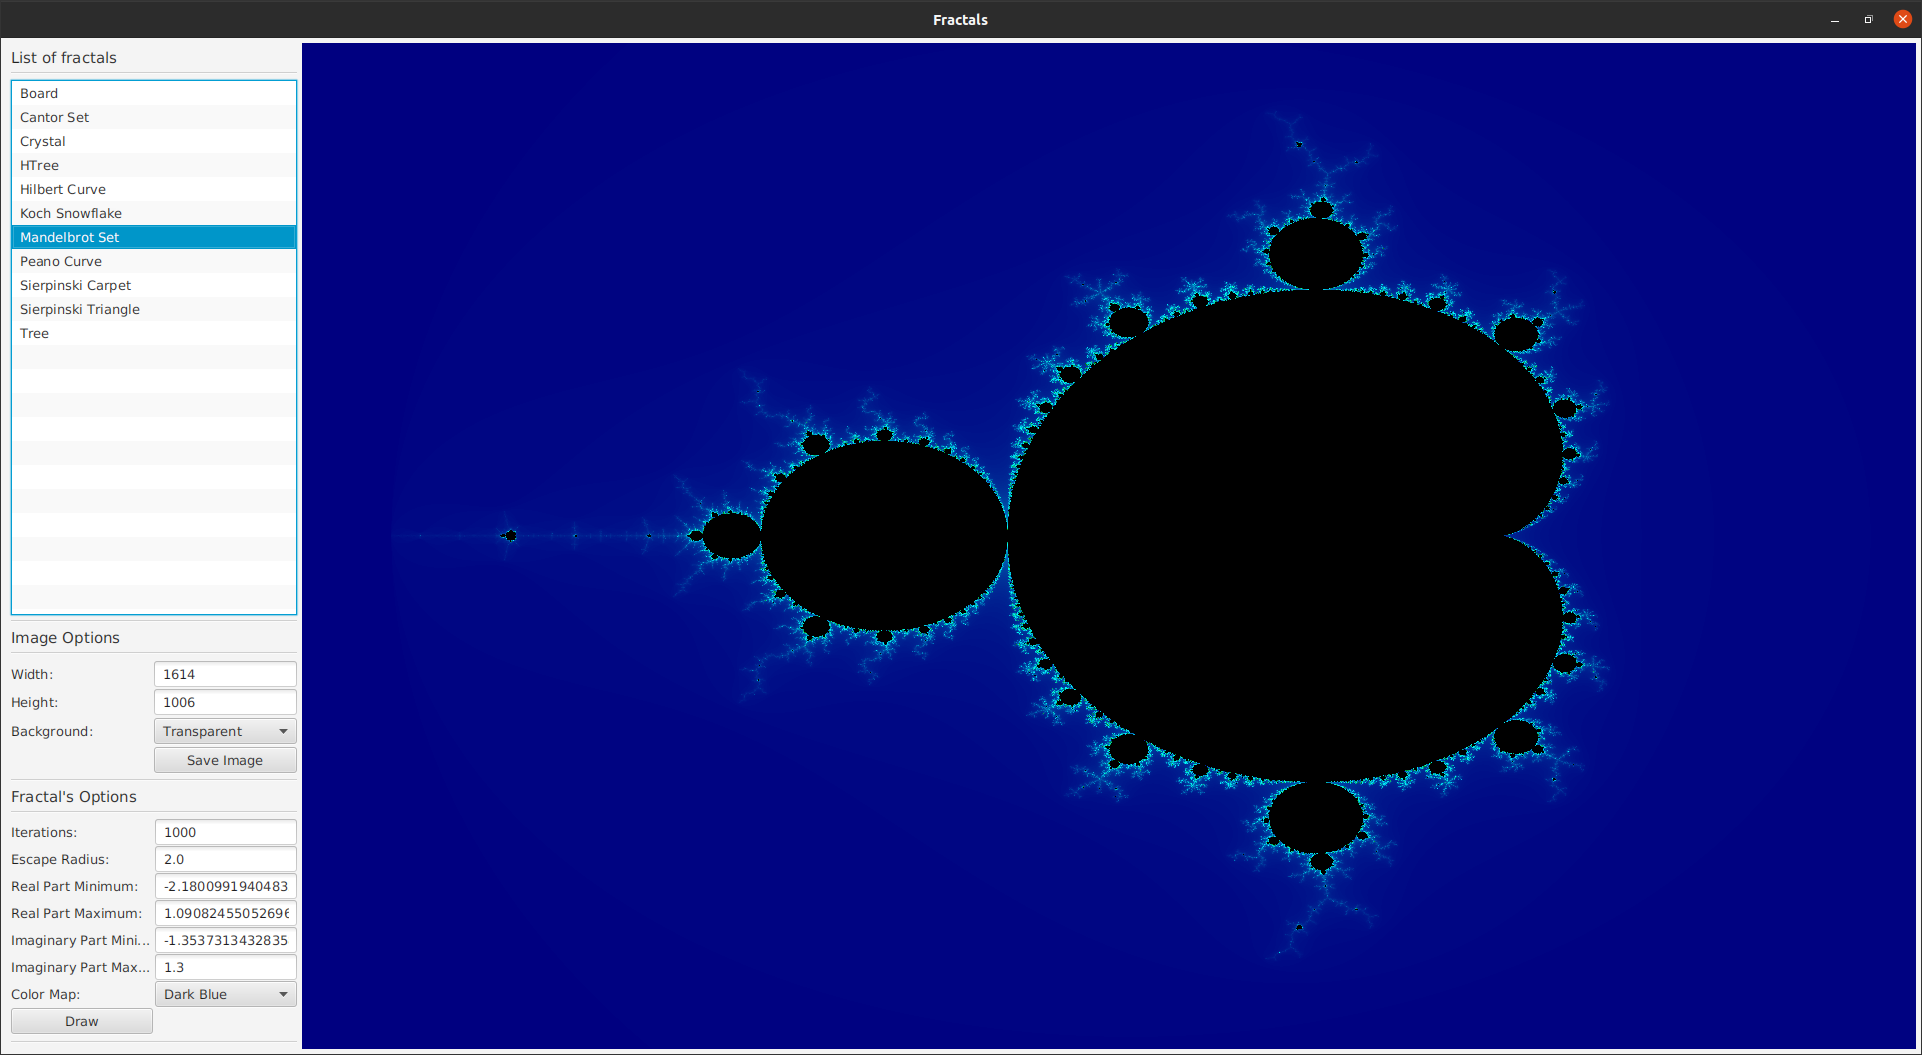 Fractals
List of fractals
Board
Cantor Set
Crystal
HTree
Hilbert Curve
Koch Snowflake
Mandelbrot Set
Peano Curve
Sierpinski Carpet
Sierpinski Triangle
Tree
Image Options
Width: 1614
Height: 1006
Background: Transparent
Save Image
Fractal's Options
Iterations: 1000
Escape Radius: 2.0
Real Part Minimum: -2.1800991940483
Real Part Maximum: 1.09082455052696
Imaginary Part Mini... -1.3537313432835
Imaginary Part Max... 1.3
Color Map: Dark Blue
Draw